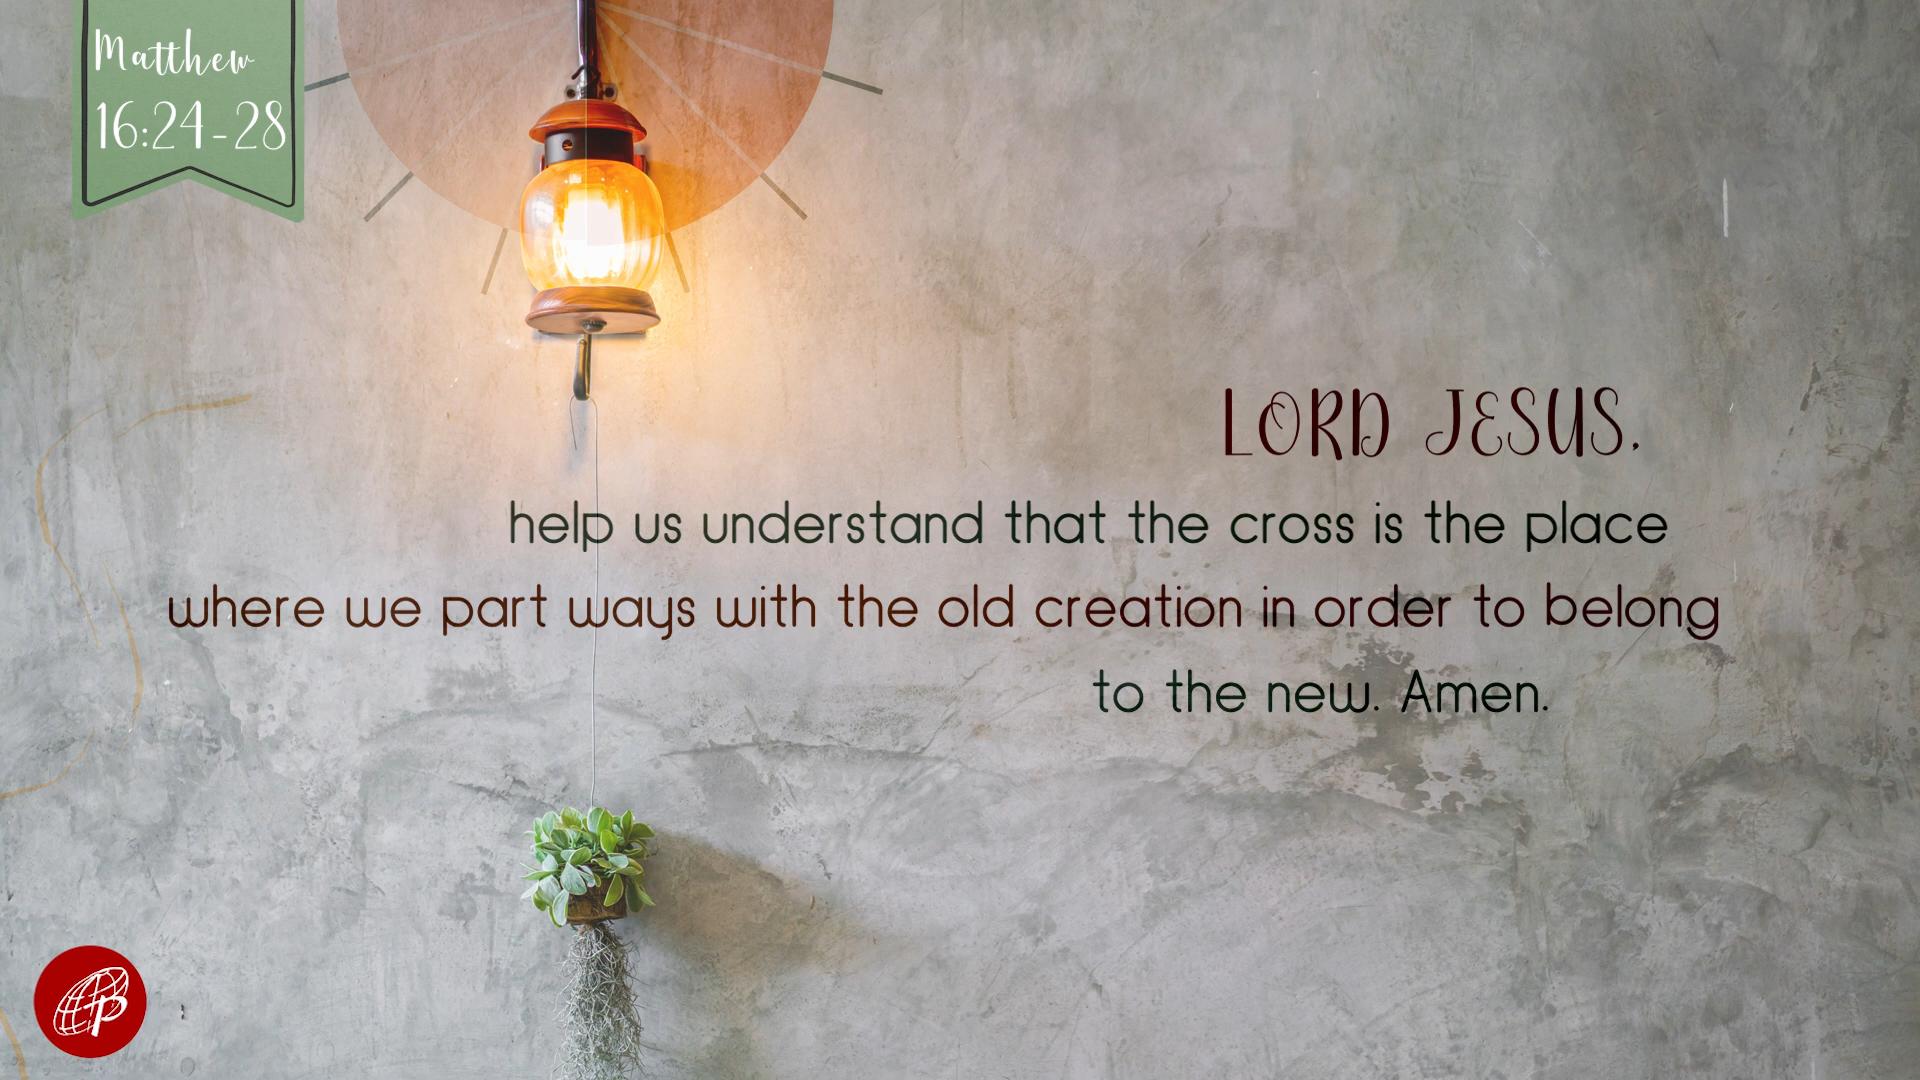 Matthew
16:24-28
LORD JESUS,
help us understand that the cross is the place
where we part ways with the old creation in order to belong
to the new. Amen.